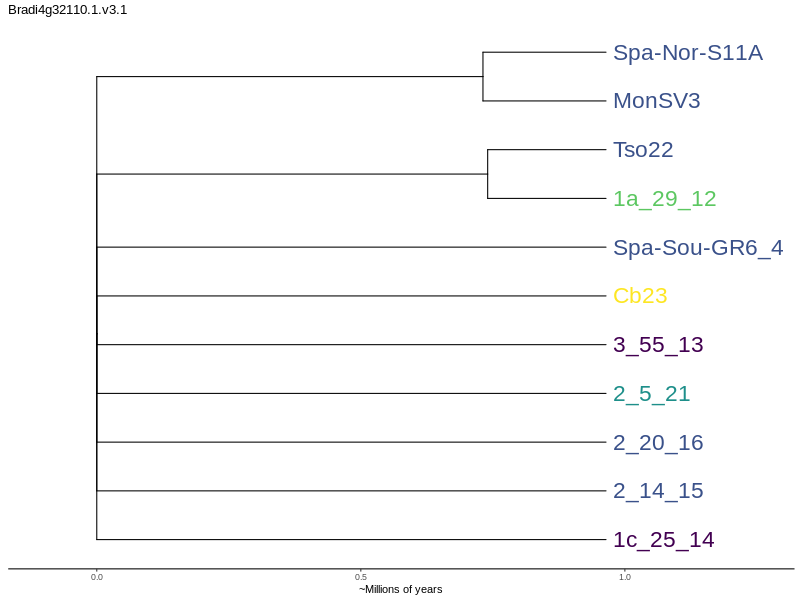 Bradi4g32110.1.v3.1
Spa-Nor-S11A
MonSV3
Tso22
1a_29_12
Spa-Sou-GR6_4
Cb23
3_55_13
2_5_21
2_20_16
2_14_15
1c_25_14
0.0 0.5 1.0
~Millions of years